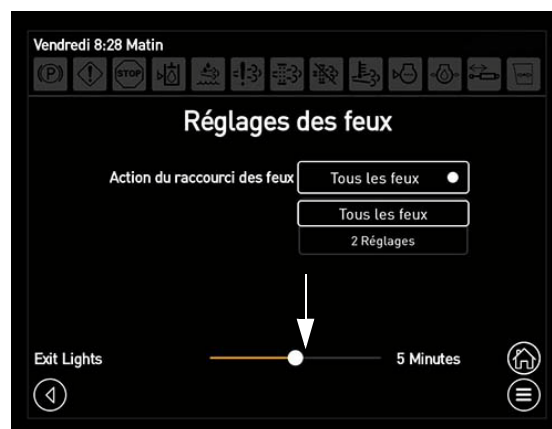 Vendredi 8:28 Matin
STOP
Réglages des feux
Action du raccourci des feux Tous les feux
Tous les feux
2 Réglages
Exit Lights 5 Minutes